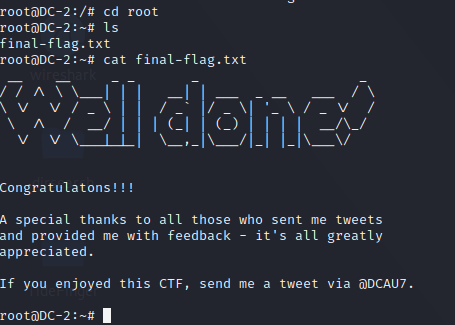 root@DC-2:/# cd root
root@DC-2:~# ls
final-flag.txt
root@DC-2:~# cat final-flag.txt
Well done!
Congratulatons!!!
A special thanks to all those who sent me tweets
and provided me with feedback - it's all greatly
appreciated.
If you enjoyed this CTF, send me a tweet via @DCAU7.
root@DC-2:~#